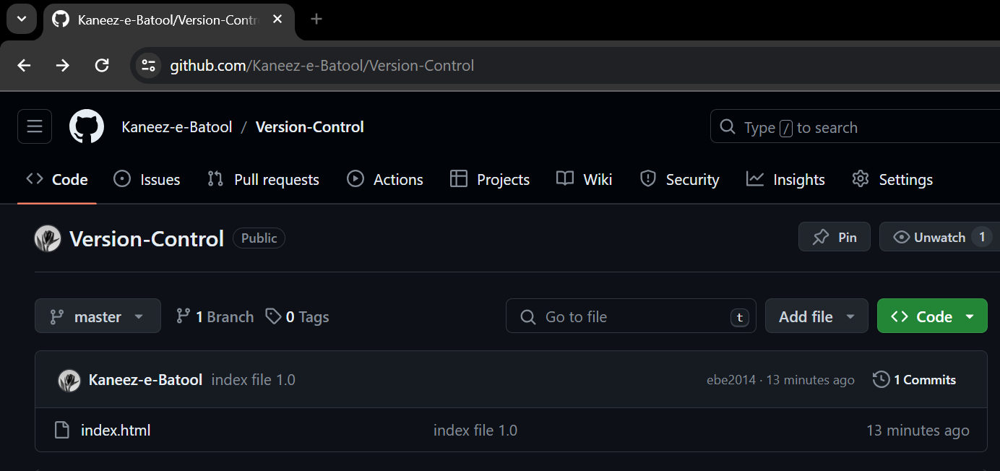 Kaneez-e-Batool/Version-Contr
github.com/Kaneez-e-Batool/Version-Control
Kaneez-e-Batool / Version-Control
Type / to search
Code Issues Pull requests Actions Projects Wiki Security Insights Settings
Version-Control Public Pin Unwatch 1
master 1 Branch 0 Tags Go to file t Add file Code
Kaneez-e-Batool index file 1.0 ebe2014 · 13 minutes ago 1 Commits
index.html index file 1.0 13 minutes ago